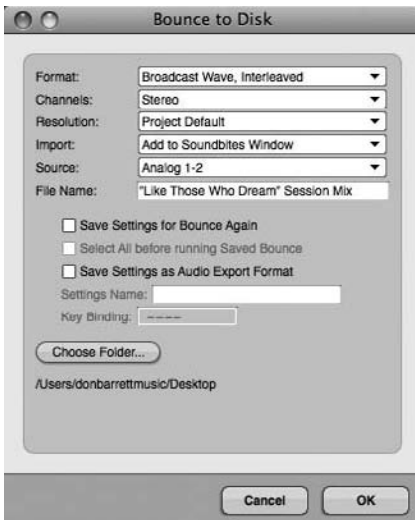 Bounce to Disk
Format: Broadcast Wave, Interleaved
Channels: Stereo
Resolution: Project Default
Import: Add to Soundbites Window
Source: Analog 1-2
File Name: "Like Those Who Dream" Session Mix
Save Settings for Bounce Again
Select All before running Saved Bounce
Save Settings as Audio Export Format
Settings Name:
Key Binding: ----
Choose Folder...
/Users/donbarrettmusic/Desktop
Cancel OK